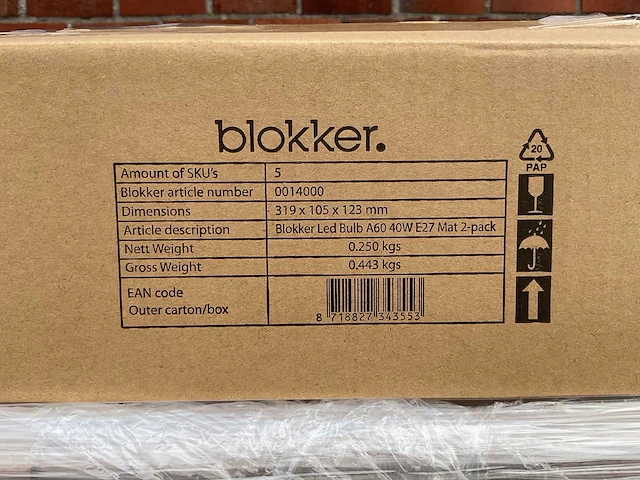 blokker.
Amount of SKU's 5
Blokker article number 0014000
Dimensions 319 x 105 x 123 mm
Article description Blokker Led Bulb A60 40W E27 Mat 2-pack
Nett Weight 0.250 kgs
Gross Weight 0.443 kgs
EAN code
Outer carton/box
8 718827 343553
20
PAP